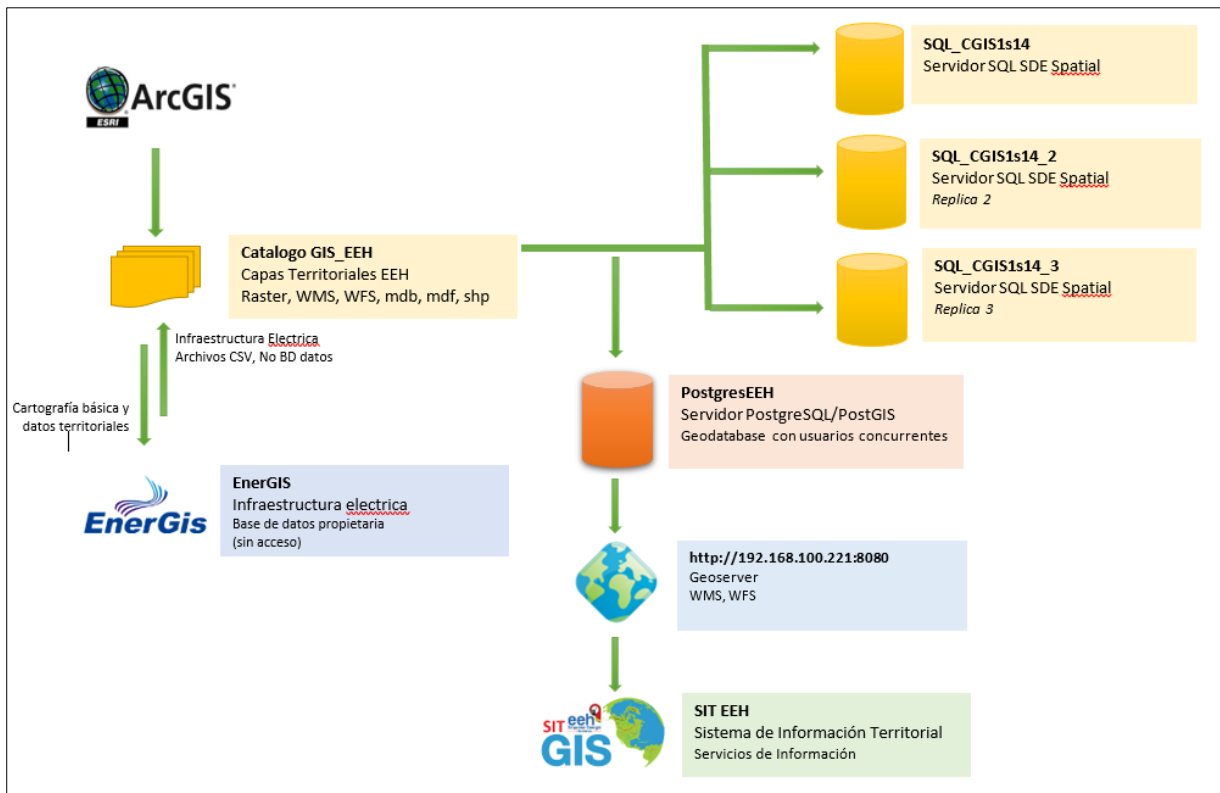 ArcGIS
ESRI
SQL_CGIS1s14
Servidor SQL SDE Spatial
SQL_CGIS1s14_2
Servidor SQL SDE Spatial
Replica 2
SQL_CGIS1s14_3
Servidor SQL SDE Spatial
Replica 3
Catalogo GIS_EEH
Capas Territoriales EEH
Raster, WMS, WFS, mdb, mdf, shp
Infraestructura Electrica
Archivos CSV, No BD datos
Cartografía básica y
datos territoriales
EnerGis
EnerGIS
Infraestructura electrica
Base de datos propietaria
(sin acceso)
PostgresEEH
Servidor PostgreSQL/PostGIS
Geodatabase con usuarios concurrentes
http://192.168.100.221:8080
Geoserver
WMS, WFS
SIT eeh
GIS
SIT EEH
Sistema de Información Territorial
Servicios de Información